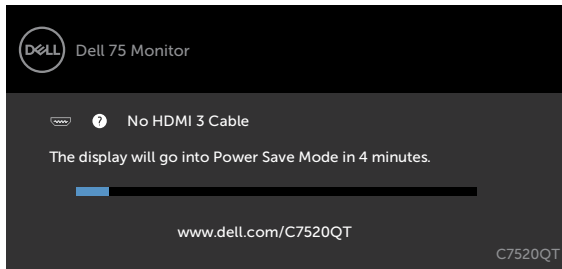 DELL
Dell 75 Monitor
? No HDMI 3 Cable
The display will go into Power Save Mode in 4 minutes.
www.dell.com/C7520QT
C7520QT